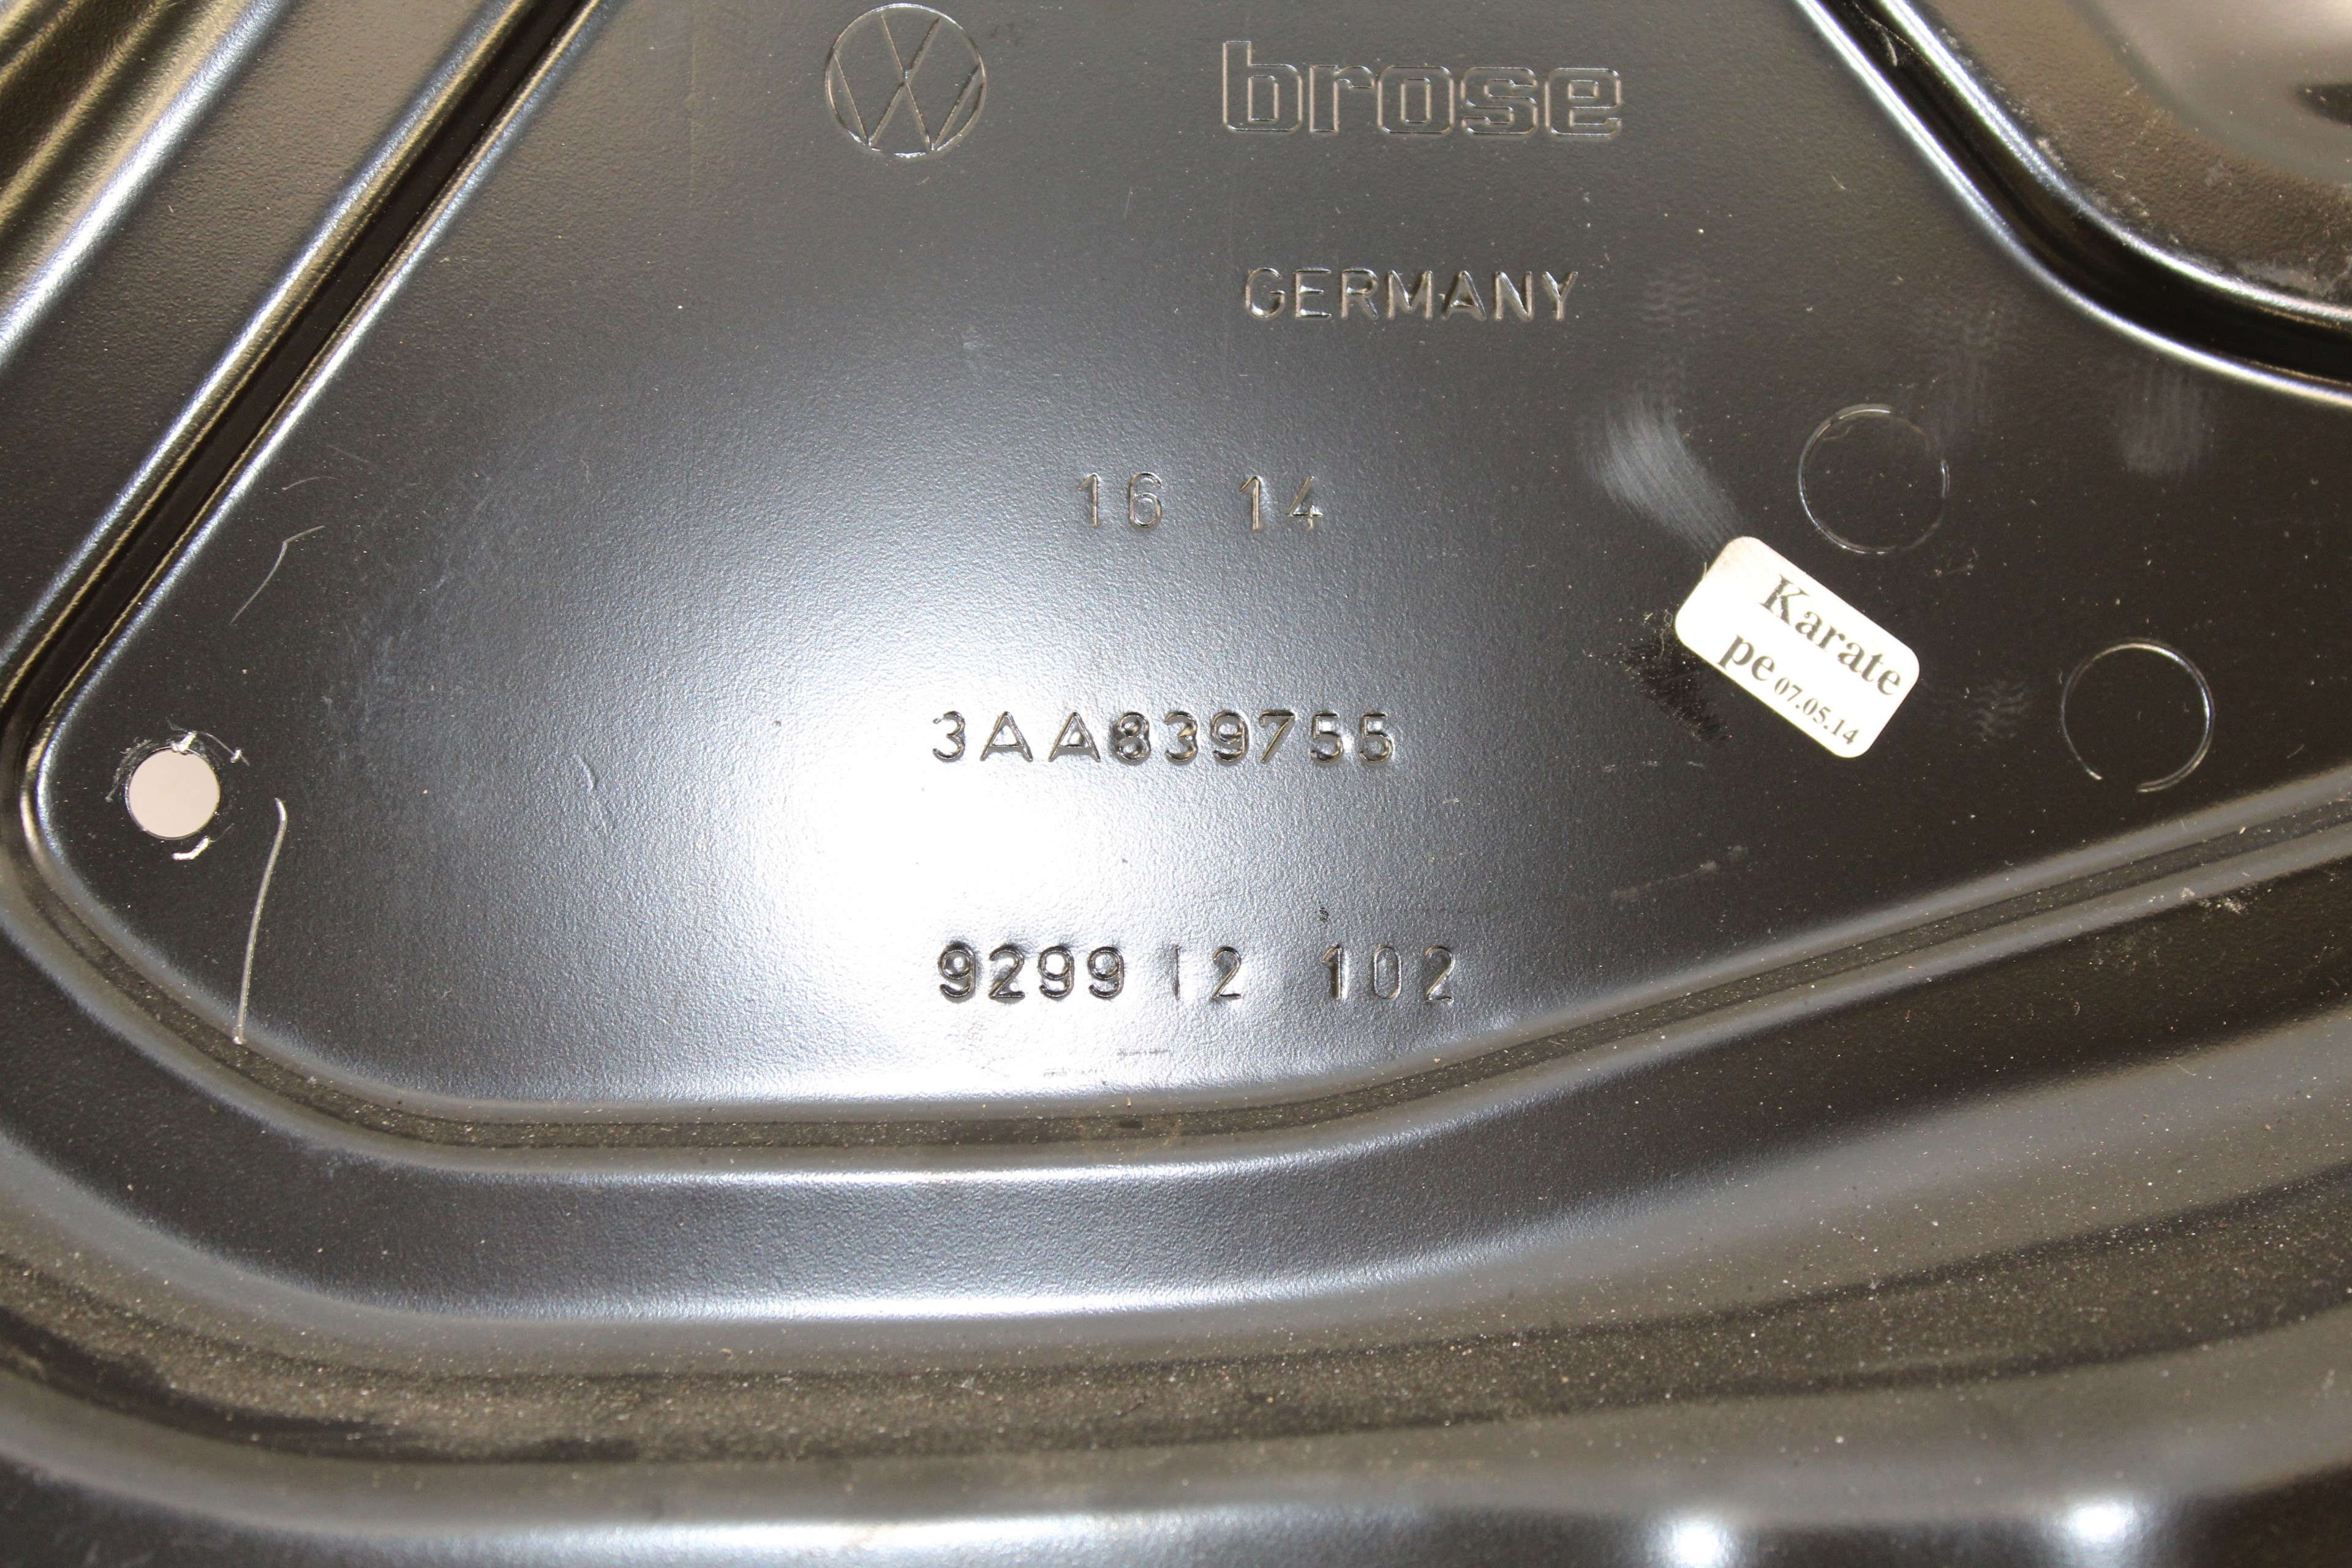 brose
GERMANY
16 14
Karate
pe 07.05.14
3AA839755
929912 102